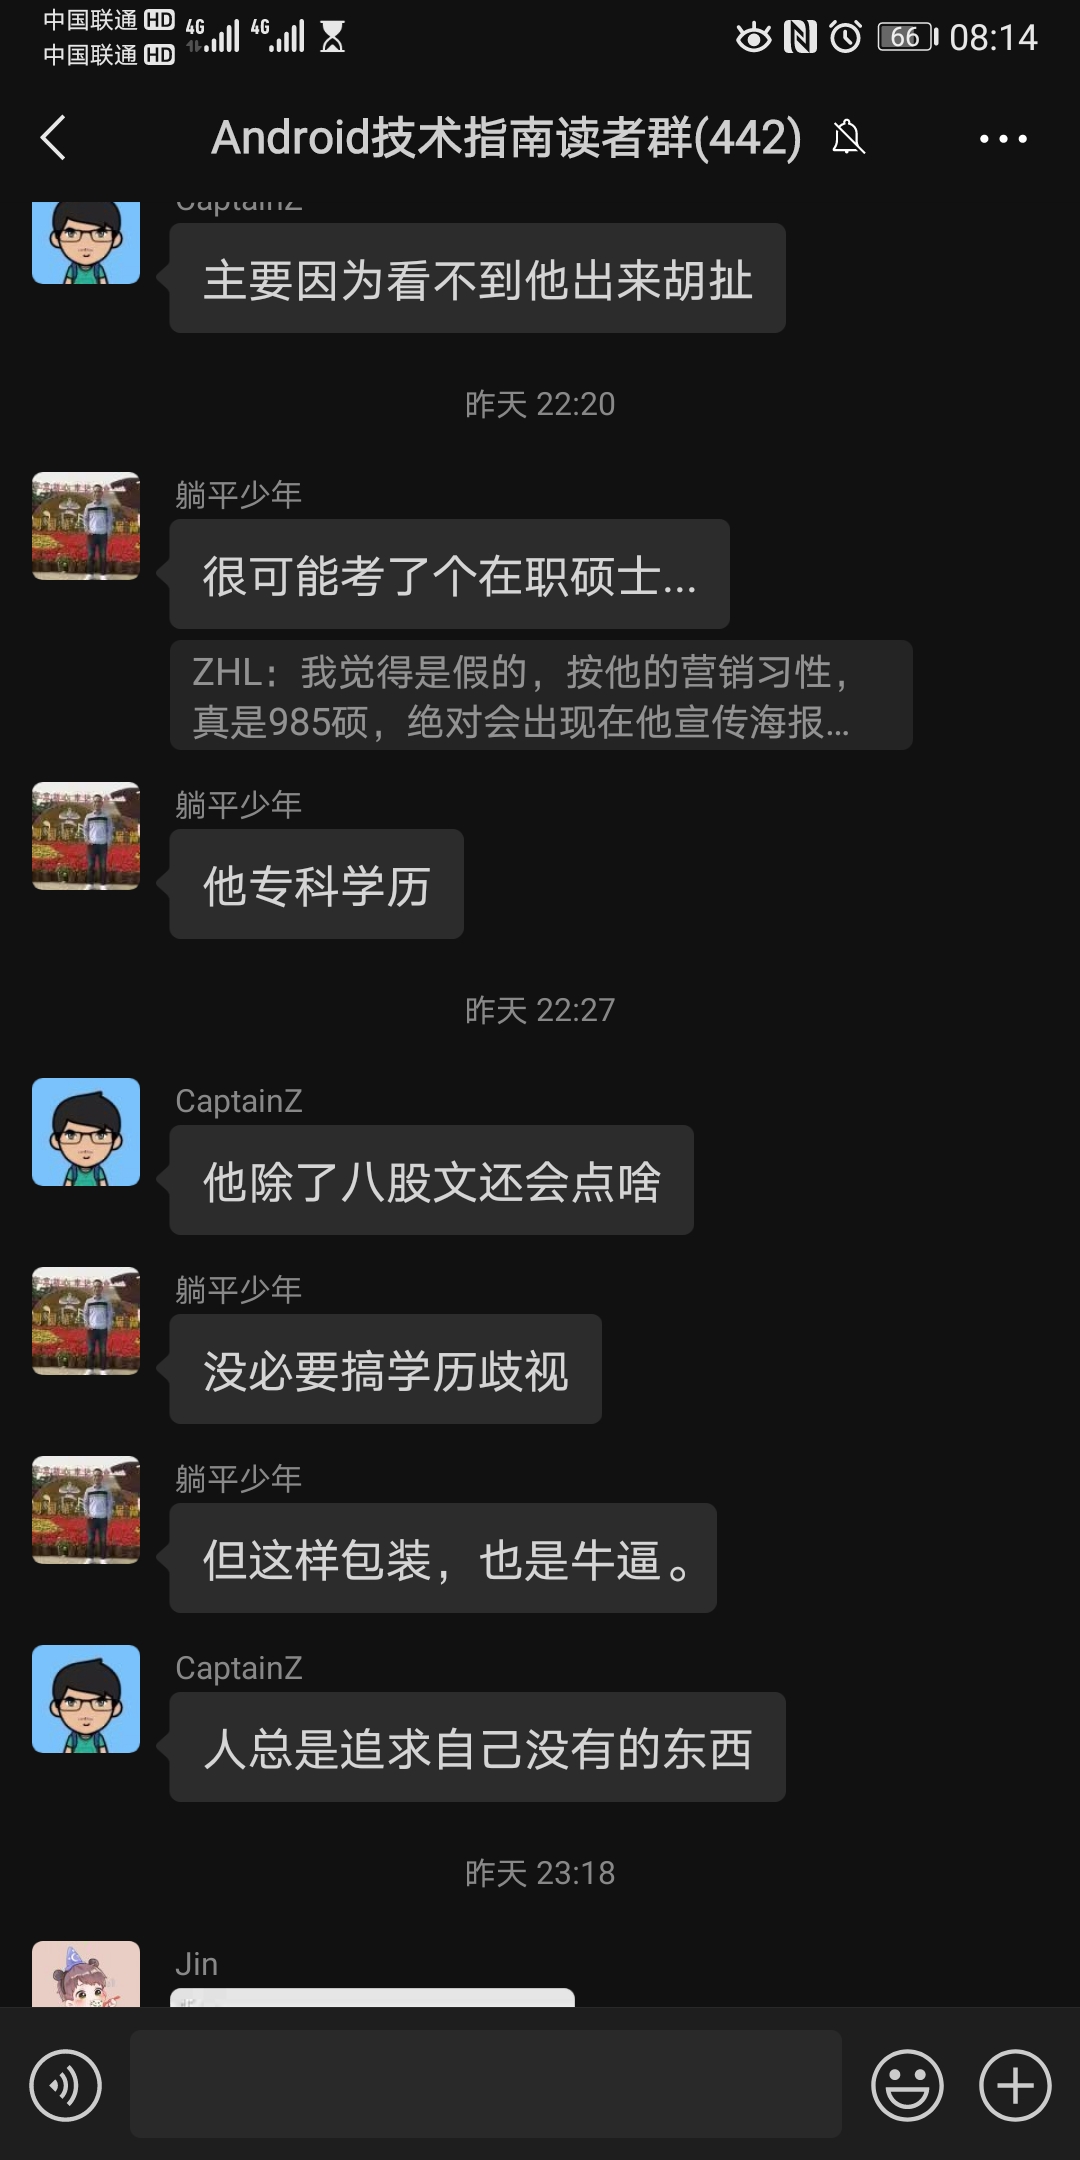 中国联通 HD 4G 4G 66 08:14
中国联通 HD
Android技术指南读者群(442)
CaptainZ
主要因为看不到他出来胡扯
昨天 22:20
躺平少年
很可能考了个在职硕士...
ZHL：我觉得是假的，按他的营销习性，
真是985硕，绝对会出现在他宣传海报...
躺平少年
他专科学历
昨天 22:27
CaptainZ
他除了八股文还会点啥
躺平少年
没必要搞学历歧视
躺平少年
但这样包装，也是牛逼。
CaptainZ
人总是追求自己没有的东西
昨天 23:18
Jin